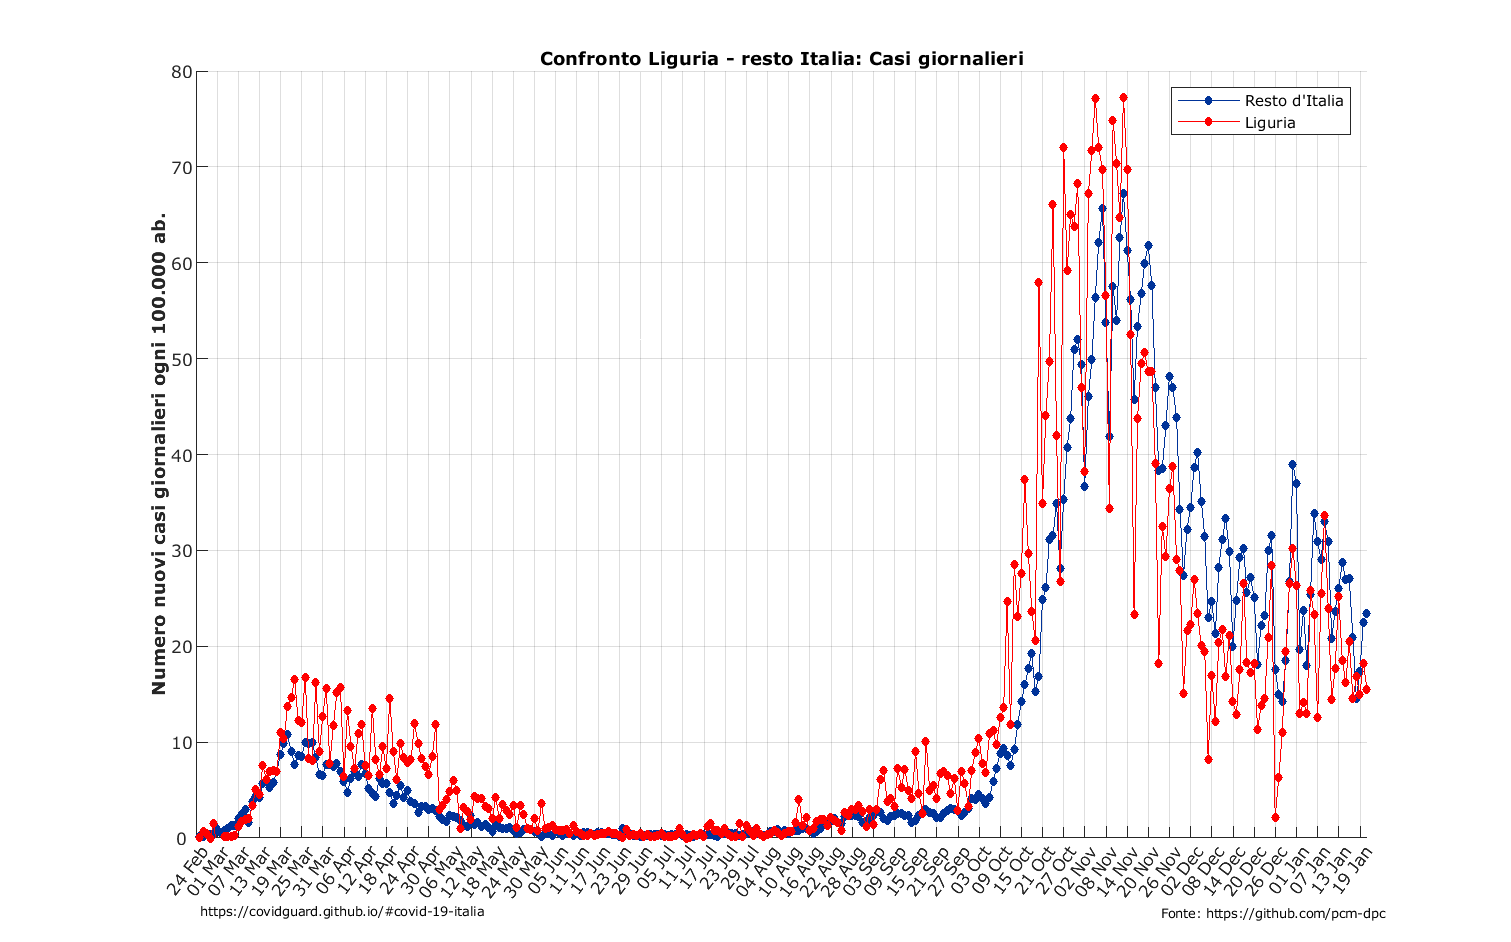 Confronto Liguria - resto Italia: Casi giornalieri
Numero nuovi casi giornalieri ogni 100.000 ab.
80
70
60
50
40
30
20
10
0
Resto d'Italia
Liguria
24 Feb
01 Mar
07 Mar
13 Mar
19 Mar
25 Mar
31 Mar
06 Apr
12 Apr
18 Apr
24 Apr
30 Apr
06 May
12 May
18 May
24 May
30 May
05 Jun
11 Jun
17 Jun
23 Jun
29 Jun
05 Jul
11 Jul
17 Jul
23 Jul
29 Jul
04 Aug
10 Aug
16 Aug
22 Aug
28 Aug
03 Sep
09 Sep
15 Sep
21 Sep
27 Sep
03 Oct
09 Oct
15 Oct
21 Oct
27 Oct
02 Nov
08 Nov
14 Nov
20 Nov
26 Nov
02 Dec
08 Dec
14 Dec
20 Dec
26 Dec
01 Jan
07 Jan
13 Jan
19 Jan
https://covidguard.github.io/#covid-19-italia
Fonte: https://github.com/pcm-dpc